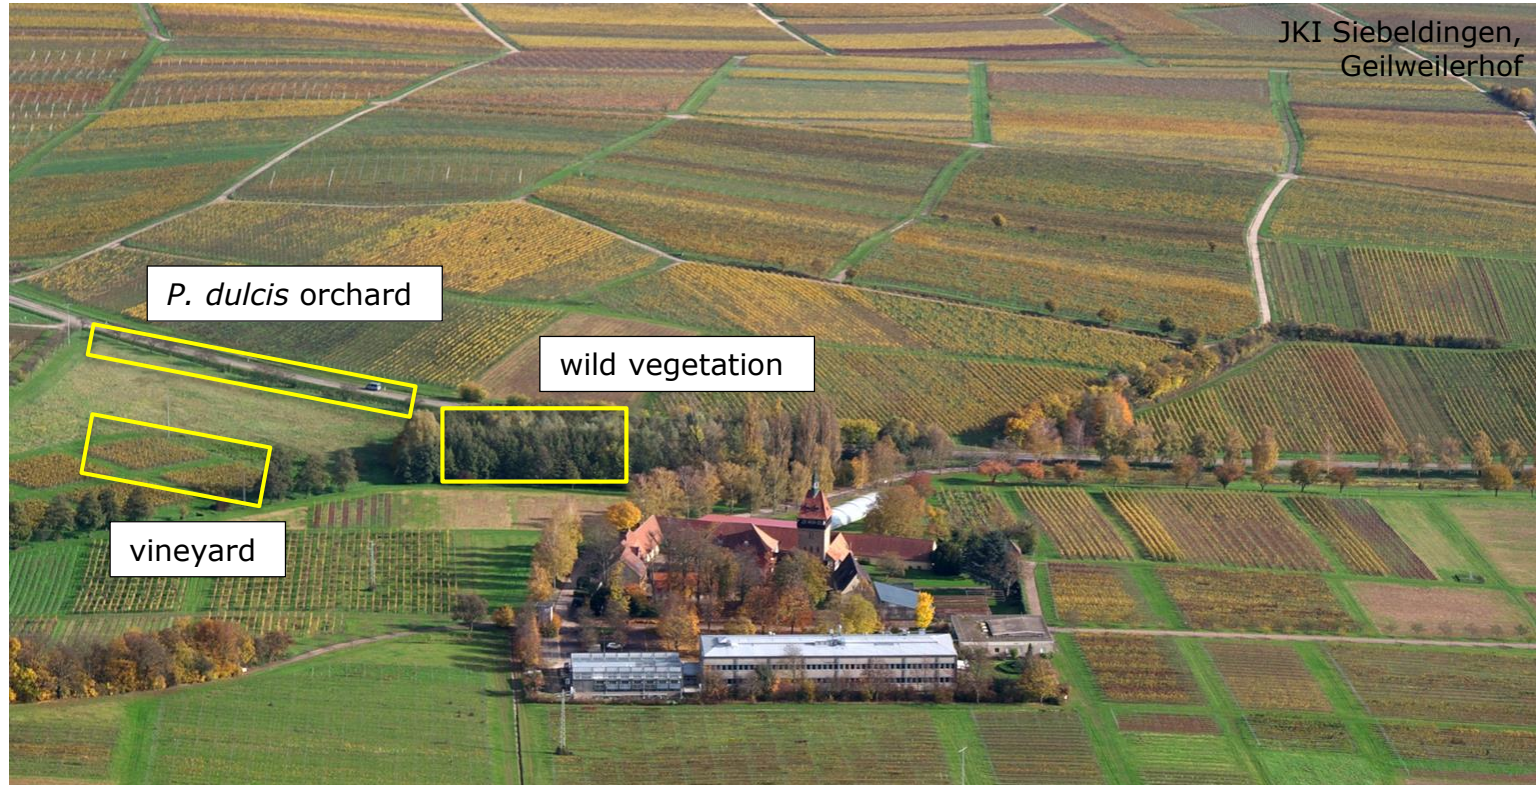 JKI Siebeldingen,
Geilweilerhof
P. dulcis orchard
wild vegetation
vineyard